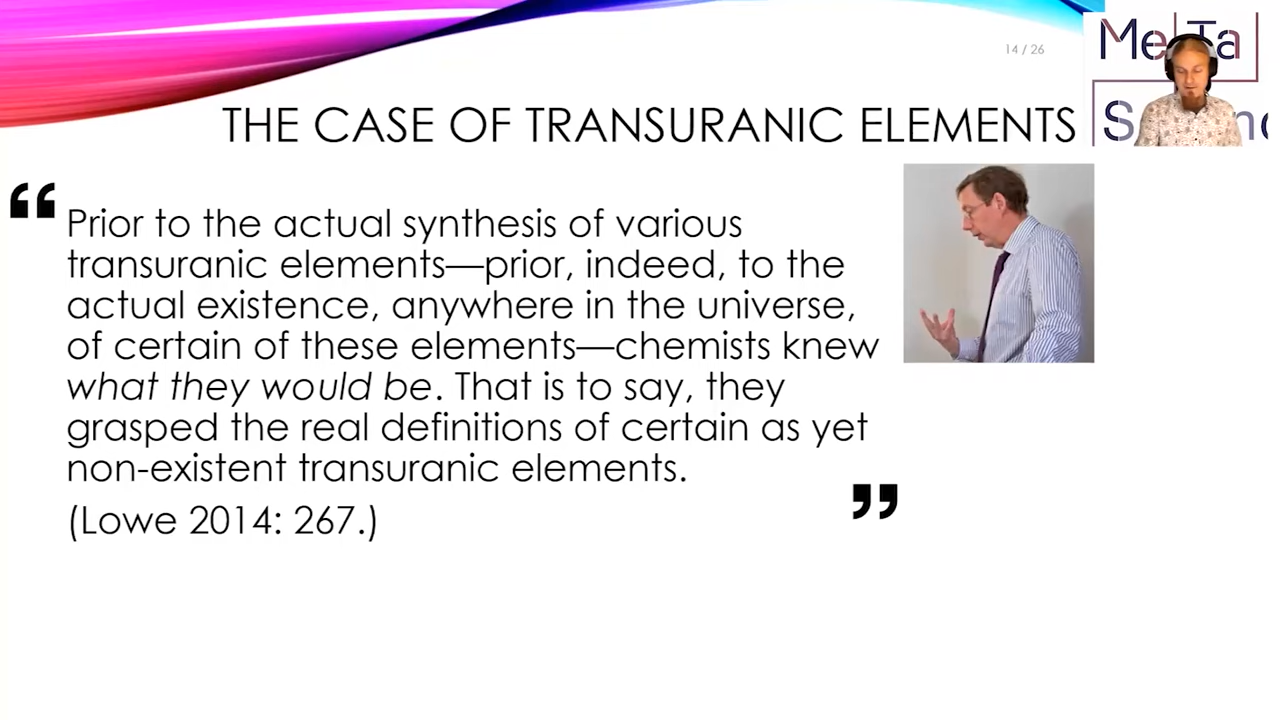 14 / 26
Me Ta
THE CASE OF TRANSURANIC ELEMENTS
“
Prior to the actual synthesis of various
transuranic elements—prior, indeed, to the
actual existence, anywhere in the universe,
of certain of these elements—chemists knew
what they would be. That is to say, they
grasped the real definitions of certain as yet
non-existent transuranic elements.
”
(Lowe 2014: 267.)